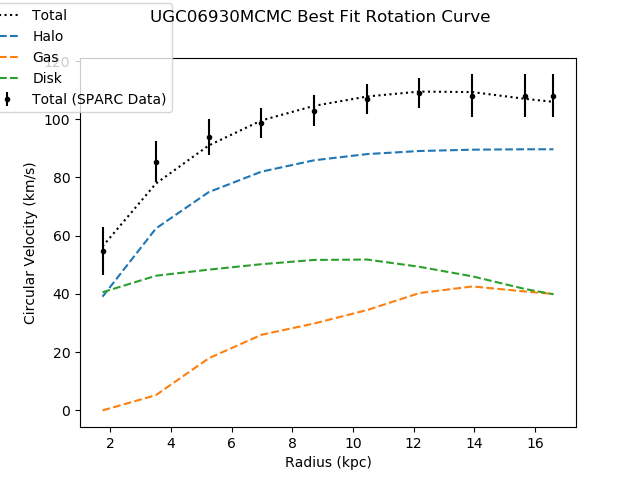 UGC06930MCMC Best Fit Rotation Curve
Total
Halo
Gas
Disk
Total (SPARC Data)
120
100
80
60
40
20
0
Circular Velocity (km/s)
2 4 6 8 10 12 14 16
Radius (kpc)